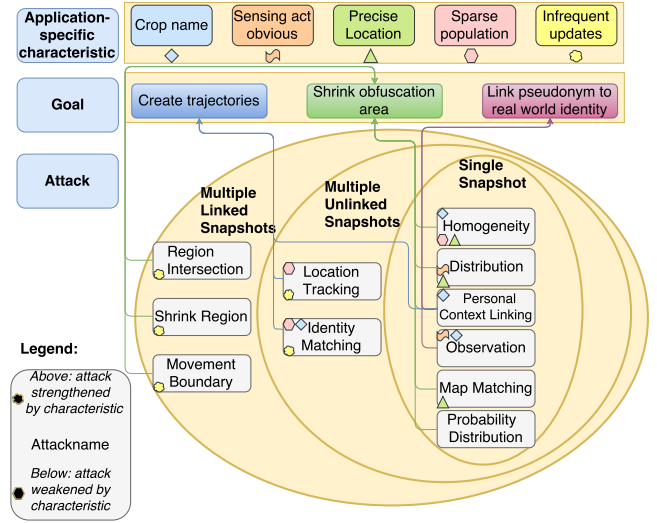 Application-
specific
characteristic
Crop name
Sensing act
obvious
Precise
Location
Sparse
population
Infrequent
updates
Goal
Create trajectories
Shrink obfuscation
area
Link pseudonym to
real world identity
Attack
Multiple
Linked
Snapshots
Multiple
Unlinked
Snapshots
Single
Snapshot
Region
Intersection
Shrink Region
Movement
Boundary
Location
Tracking
Identity
Matching
Homogeneity
Distribution
Personal
Context Linking
Observation
Map Matching
Probability
Distribution
Legend:
Above: attack
strengthened
by characteristic
Attackname
Below: attack
weakened by
characteristic